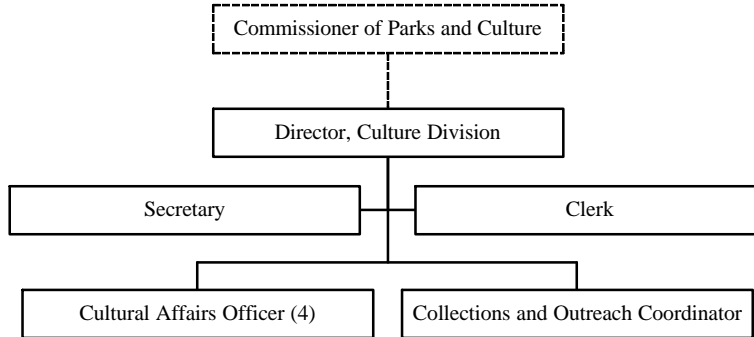 Commissioner of Parks and Culture
Director, Culture Division
Secretary
Clerk
Cultural Affairs Officer (4)
Collections and Outreach Coordinator